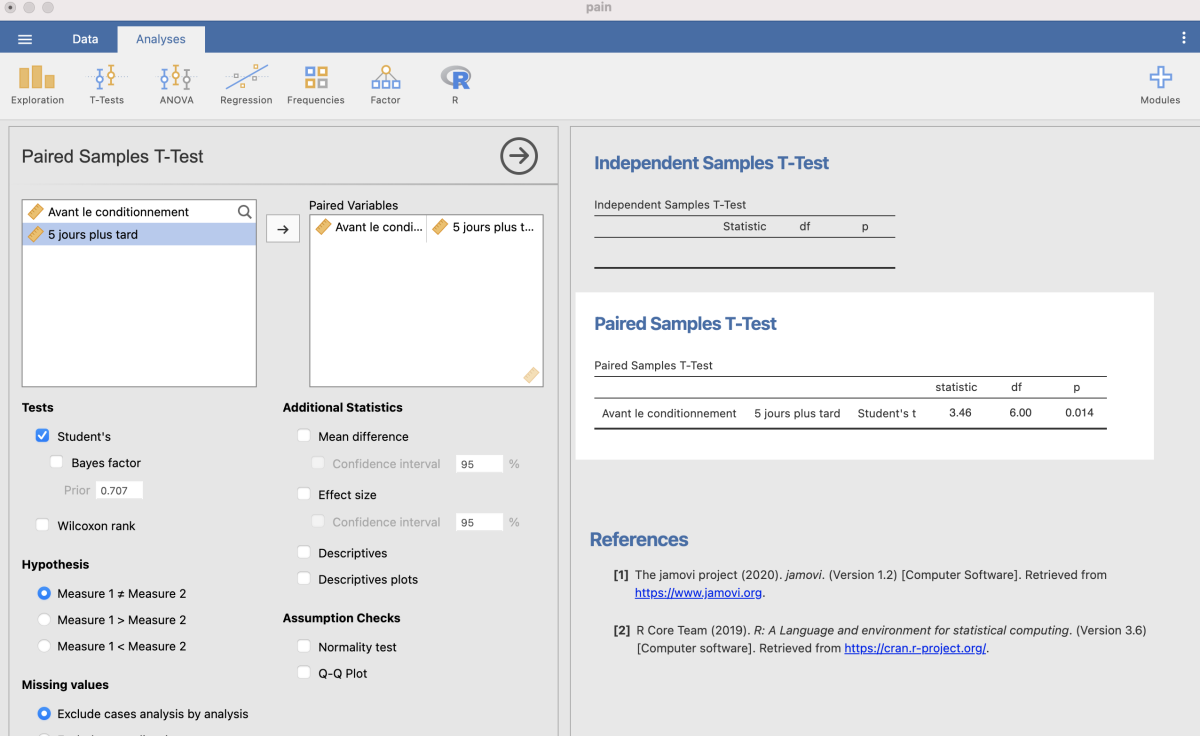 pain
Data
Analyses
Exploration
T-Tests
ANOVA
Regression
Frequencies
Factor
R
R
Modules
Paired Samples T-Test
Avant le conditionnement
5 jours plus tard
Paired Variables
Avant le condi...
5 jours plus t...
Tests
Student's
Bayes factor
Prior 0.707
Wilcoxon rank
Hypothesis
Measure 1 ≠ Measure 2
Measure 1 > Measure 2
Measure 1 < Measure 2
Missing values
Exclude cases analysis by analysis
Additional Statistics
Mean difference
Confidence interval 95 %
Effect size
Confidence interval 95 %
Descriptives
Descriptives plots
Assumption Checks
Normality test
Q-Q Plot
Independent Samples T-Test
Independent Samples T-Test
Statistic df p
Paired Samples T-Test
Paired Samples T-Test
statistic df p
Avant le conditionnement 5 jours plus tard Student's t 3.46 6.00 0.014
References
[1] The jamovi project (2020). jamovi. (Version 1.2) [Computer Software]. Retrieved from
https://www.jamovi.org.
[2] R Core Team (2019). R: A Language and environment for statistical computing. (Version 3.6)
[Computer software]. Retrieved from https://cran.r-project.org/.